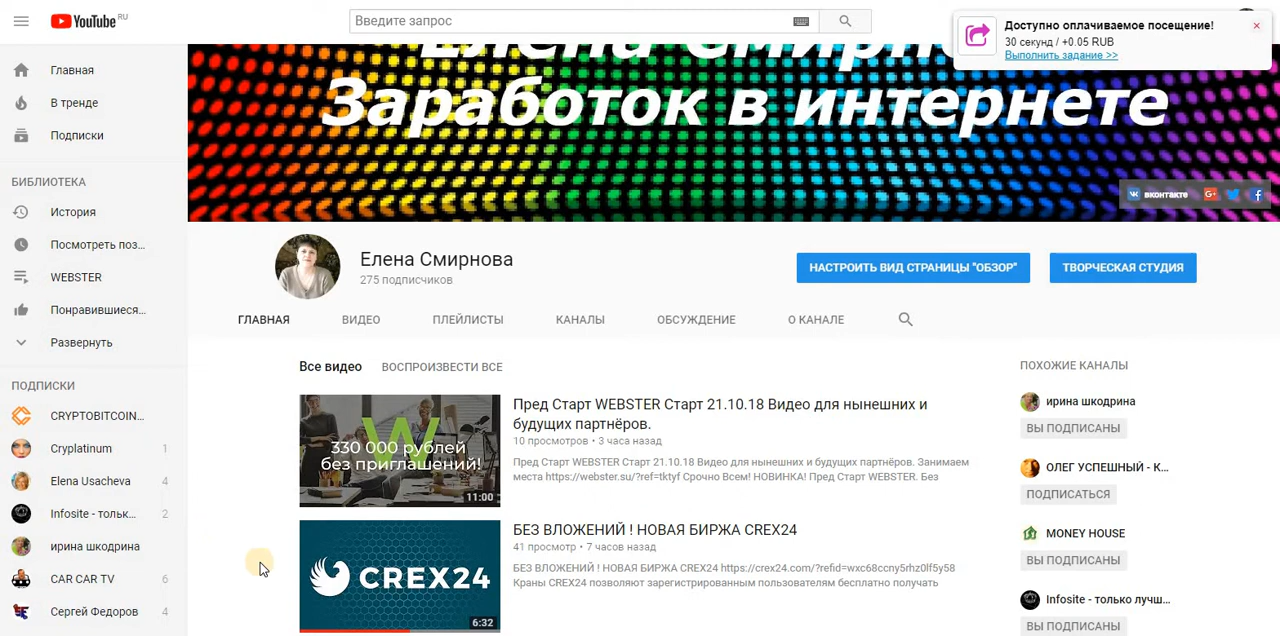 YouTube RU
Введите запрос
Доступно оплачиваемое посещение!
30 секунд / +0.05 RUB
Выполнить задание >>
Елена Смирно
Заработок в интернете
вконтакте
G+
Главная
В тренде
Подписки
БИБЛИОТЕКА
История
Посмотреть поз...
WEBSTER
Понравившиеся...
Развернуть
ПОДПИСКИ
CRYPTOBITCOIN...
Cryplatinum 1
Elena Usacheva 4
Infosite - тольк... 2
ирина шкодрина
CAR CAR TV 6
Сергей Федоров 4
Елена Смирнова
275 подписчиков
НАСТРОИТЬ ВИД СТРАНИЦЫ "ОБЗОР"
ТВОРЧЕСКАЯ СТУДИЯ
ГЛАВНАЯ ВИДЕО ПЛЕЙЛИСТЫ КАНАЛЫ ОБСУЖДЕНИЕ О КАНАЛЕ
Все видео ВОСПРОИЗВЕСТИ ВСЕ
W
330 000 рублей
без приглашений!
11:00
Пред Старт WEBSTER Старт 21.10.18 Видео для нынешних и
будущих партнёров.
10 просмотров • 3 часа назад
Пред Старт WEBSTER Старт 21.10.18 Видео для нынешних и будущих партнёров. Занимаем
места https://webster.su/?ref=tktyf Срочно Всем! НОВИНКА! Пред Старт WEBSTER. Без
CREX24
6:32
БЕЗ ВЛОЖЕНИЙ ! НОВАЯ БИРЖА CREX24
41 просмотр • 7 часов назад
БЕЗ ВЛОЖЕНИЙ ! НОВАЯ БИРЖА CREX24 https://crex24.com/?refid=wxc68ccny5rhz0lf5y58
Краны CREX24 позволяют зарегистрированным пользователям бесплатно получать
ПОХОЖИЕ КАНАЛЫ
ирина шкодрина
ВЫ ПОДПИСАНЫ
ОЛЕГ УСПЕШНЫЙ - К...
ПОДПИСАТЬСЯ
MONEY HOUSE
ВЫ ПОДПИСАНЫ
Infosite - только лучш...
ВЫ ПОДПИСАНЫ